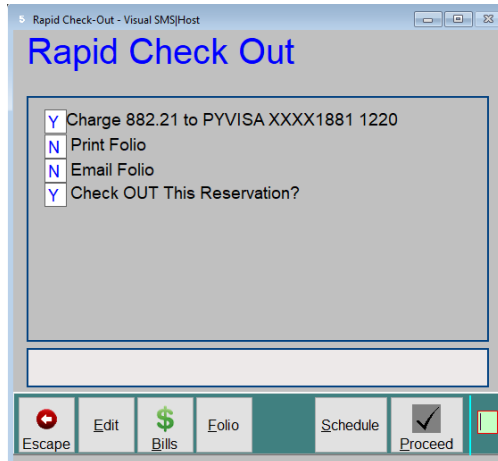 Rapid Check-Out - Visual SMS|Host
Rapid Check Out
Y Charge 882.21 to PYVISA XXXX1881 1220
N Print Folio
N Email Folio
Y Check OUT This Reservation?
Escape Edit $ Bills Folio Schedule Proceed